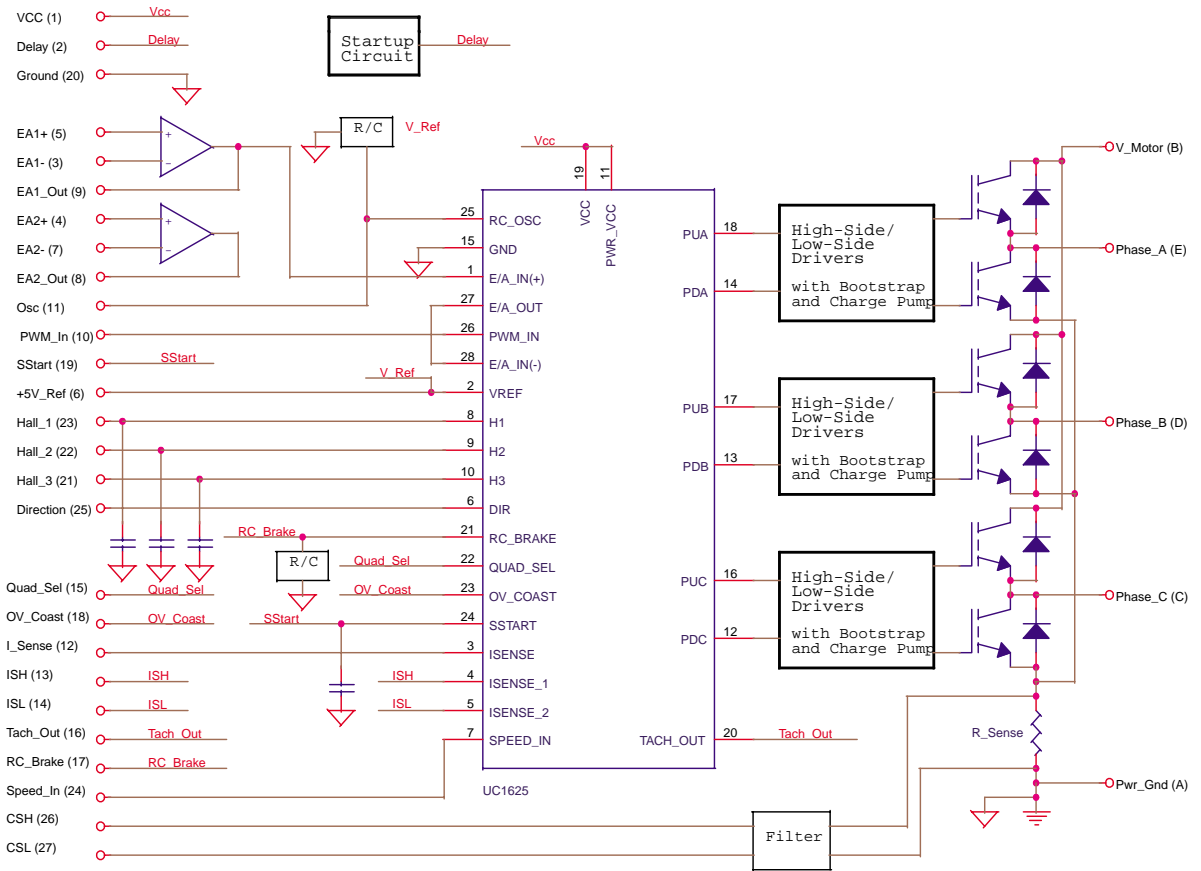 VCC (1)
Vcc
Delay (2)
Delay
Ground (20)
Startup
Circuit
Delay
EA1+ (5)
EA1- (3)
EA1_Out (9)
EA2+ (4)
EA2- (7)
EA2_Out (8)
Osc (11)
PWM_In (10)
SStart (19)
SStart
+5V_Ref (6)
Hall_1 (23)
Hall_2 (22)
Hall_3 (21)
Direction (25)
Quad_Sel (15)
Quad_Sel
OV_Coast (18)
OV_Coast
I_Sense (12)
ISH (13)
ISH
ISL (14)
ISL
Tach_Out (16)
Tach_Out
RC_Brake (17)
RC_Brake
Speed_In (24)
CSH (26)
CSL (27)
+
−
+
−
R/C
V_Ref
V_Ref
RC_Brake
R/C
Quad_Sel
OV_Coast
SStart
ISH
ISL
Vcc
19
VCC
11
PWR_VCC
25
RC_OSC
15
GND
1
E/A_IN(+)
27
E/A_OUT
26
PWM_IN
28
E/A_IN(-)
2
VREF
8
H1
9
H2
10
H3
6
DIR
21
RC_BRAKE
22
QUAD_SEL
23
OV_COAST
24
SSTART
3
ISENSE
4
ISENSE_1
5
ISENSE_2
7
SPEED_IN
UC1625
PUA
18
PDA
14
PUB
17
PDB
13
PUC
16
PDC
12
TACH_OUT
20
Tach_Out
High-Side/
Low-Side
Drivers
with Bootstrap
and Charge Pump
High-Side/
Low-Side
Drivers
with Bootstrap
and Charge Pump
High-Side/
Low-Side
Drivers
with Bootstrap
and Charge Pump
V_Motor (B)
Phase_A (E)
Phase_B (D)
Phase_C (C)
R_Sense
Pwr_Gnd (A)
Filter